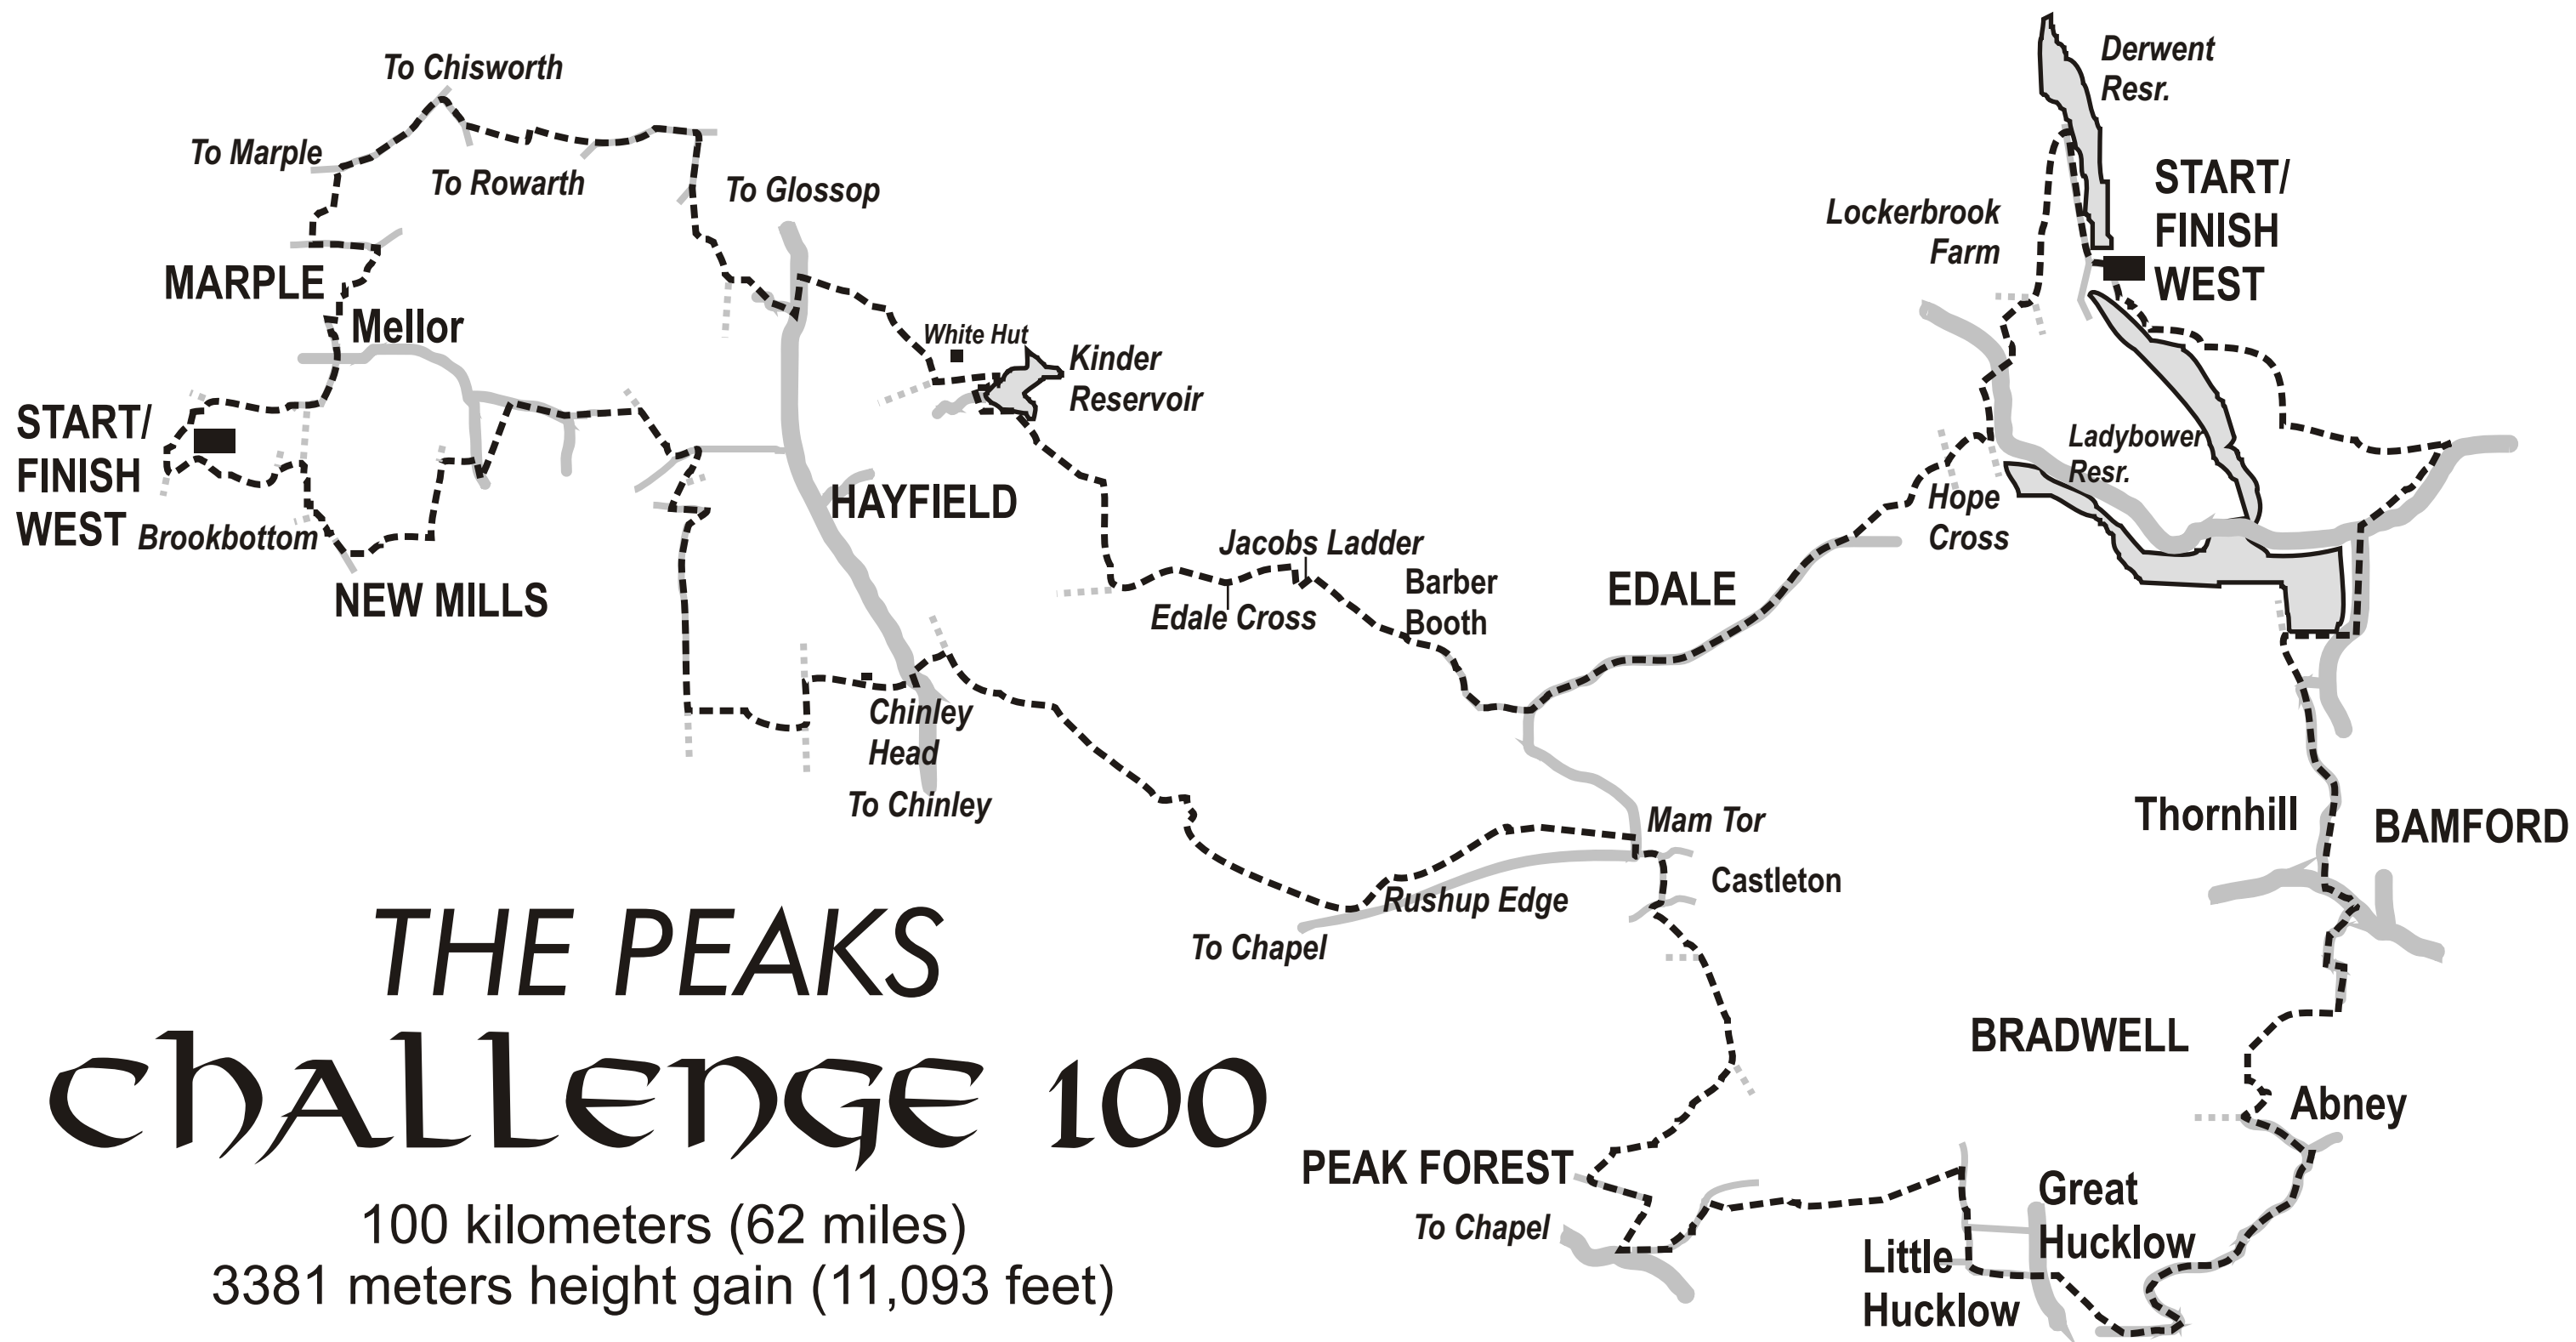 To Chisworth
To Marple
To Rowarth
To Glossop
MARPLE
Mellor
White Hut
Kinder
Reservoir
START/
FINISH
WEST
Brookbottom
NEW MILLS
HAYFIELD
Jacobs Ladder
Edale Cross
Barber
Booth
EDALE
Chinley
Head
To Chinley
Derwent
Resr.
START/
FINISH
WEST
Lockerbrook
Farm
Ladybower
Resr.
Hope
Cross
Mam Tor
Castleton
Rushup Edge
To Chapel
Thornhill
BAMFORD
BRADWELL
Abney
PEAK FOREST
To Chapel
Great
Hucklow
Little
Hucklow
THE PEAKS
CHALLENGE 100
100 kilometers (62 miles)
3381 meters height gain (11,093 feet)